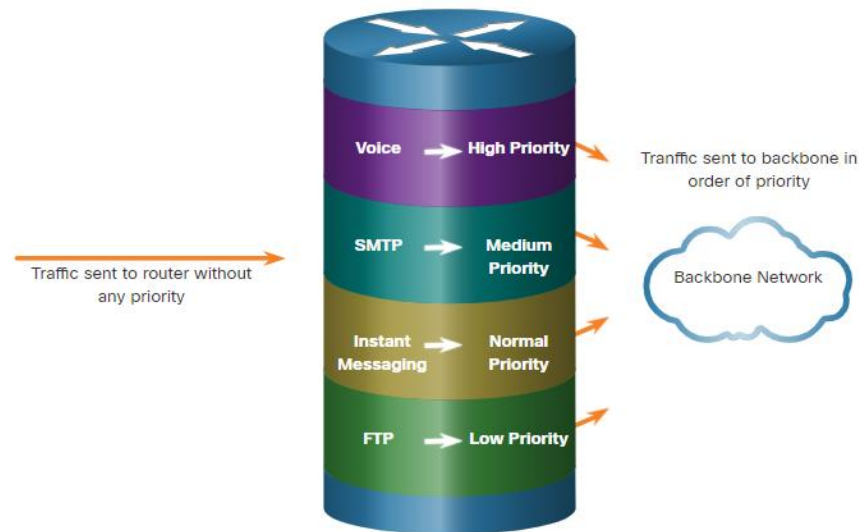 Voice
High Priority
Tranffic sent to backbone in
order of priority
SMTP
Medium
Priority
Traffic sent to router without
any priority
Backbone Network
Instant
Messaging
Normal
Priority
FTP
Low Priority